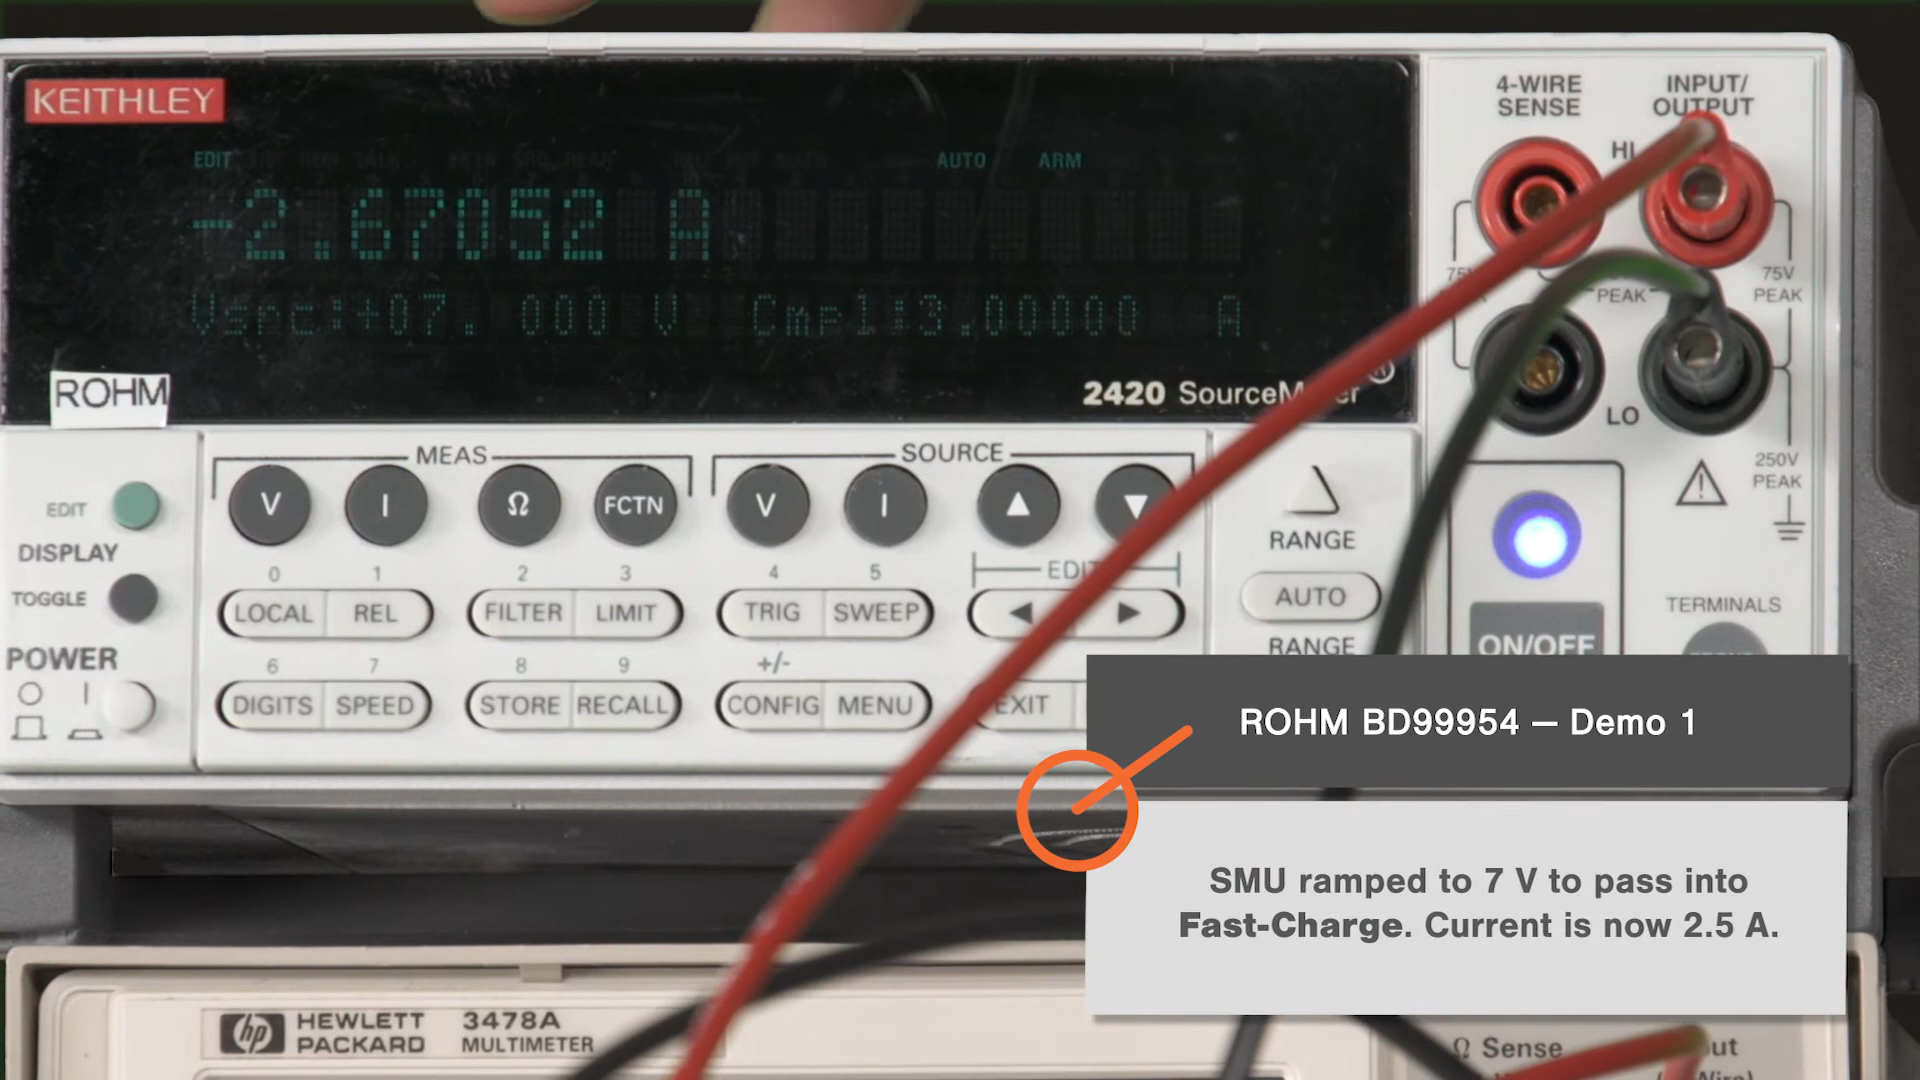 KEITHLEY
4-WIRE
SENSE
INPUT/
OUTPUT
EDIT
AUTO ARM
HI
-2.67052 A
Vsrc:+07. 000 V Cmpl:3.00000 A
PEAK
75V
PEAK
ROHM
2420
LO
250V
PEAK
MEAS
SOURCE
EDIT
DISPLAY
TOGGLE
POWER
V I Ω FCTN
V I
RANGE
0 1 2 3 4 5
EDIT
LOCAL REL FILTER LIMIT TRIG SWEEP
AUTO
RANGE
TERMINALS
ON/OFF
6 7 8 9 +/-
DIGITS SPEED STORE RECALL CONFIG MENU EXIT
ROHM BD99954 — Demo 1
SMU ramped to 7 V to pass into
Fast-Charge. Current is now 2.5 A.
hp HEWLETT
PACKARD
3478A
MULTIMETER
Ω Sense